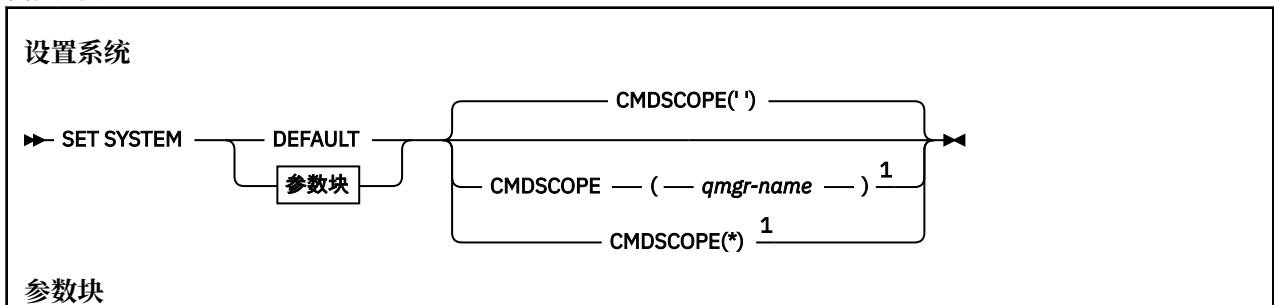 设置系统
CMDSCOPE(' ')
SET SYSTEM DEFAULT
参数块
CMDSCOPE ( qmgr-name ) 1
CMDSCOPE(*) 1
参数块